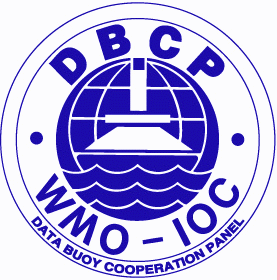 DBCP
WMO – IOC
DATA BUOY COOPERATION PANEL